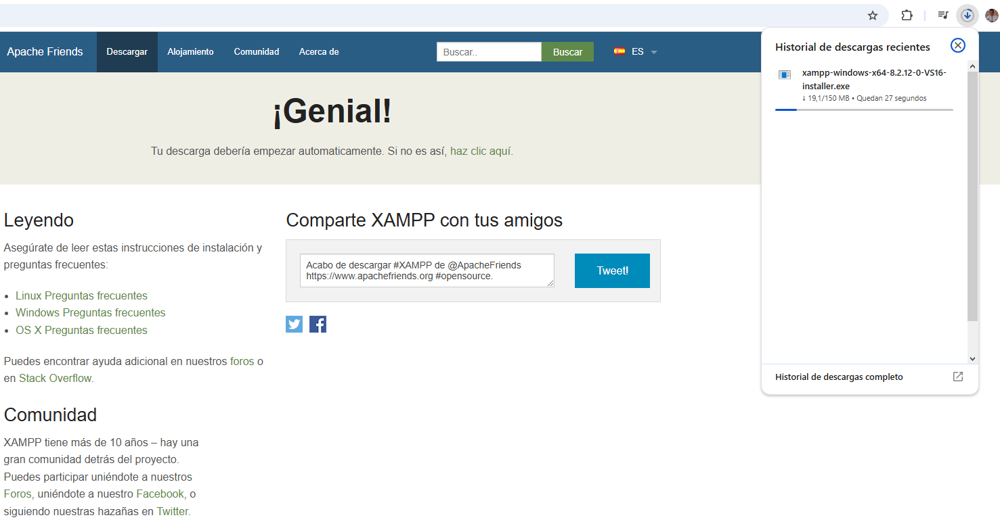 Apache Friends
Descargar
Alojamiento
Comunidad
Acerca de
Buscar..
Buscar
ES
Historial de descargas recientes
xampp-windows-x64-8.2.12-0-VS16-
installer.exe
↓ 19,1/150 MB • Quedan 27 segundos
Historial de descargas completo
¡Genial!
Tu descarga debería empezar automaticamente. Si no es así, haz clic aquí.
Leyendo
Asegúrate de leer estas instrucciones de instalación y
preguntas frecuentes:
• Linux Preguntas frecuentes
• Windows Preguntas frecuentes
• OS X Preguntas frecuentes
Puedes encontrar ayuda adicional en nuestros foros o
en Stack Overflow.
Comunidad
XAMPP tiene más de 10 años – hay una
gran comunidad detrás del proyecto.
Puedes participar uniéndote a nuestros
Foros, uniéndote a nuestro Facebook, o
siguiendo nuestras hazañas en Twitter.
Comparte XAMPP con tus amigos
Acabo de descargar #XAMPP de @ApacheFriends
https://www.apachefriends.org #opensource.
Tweet!